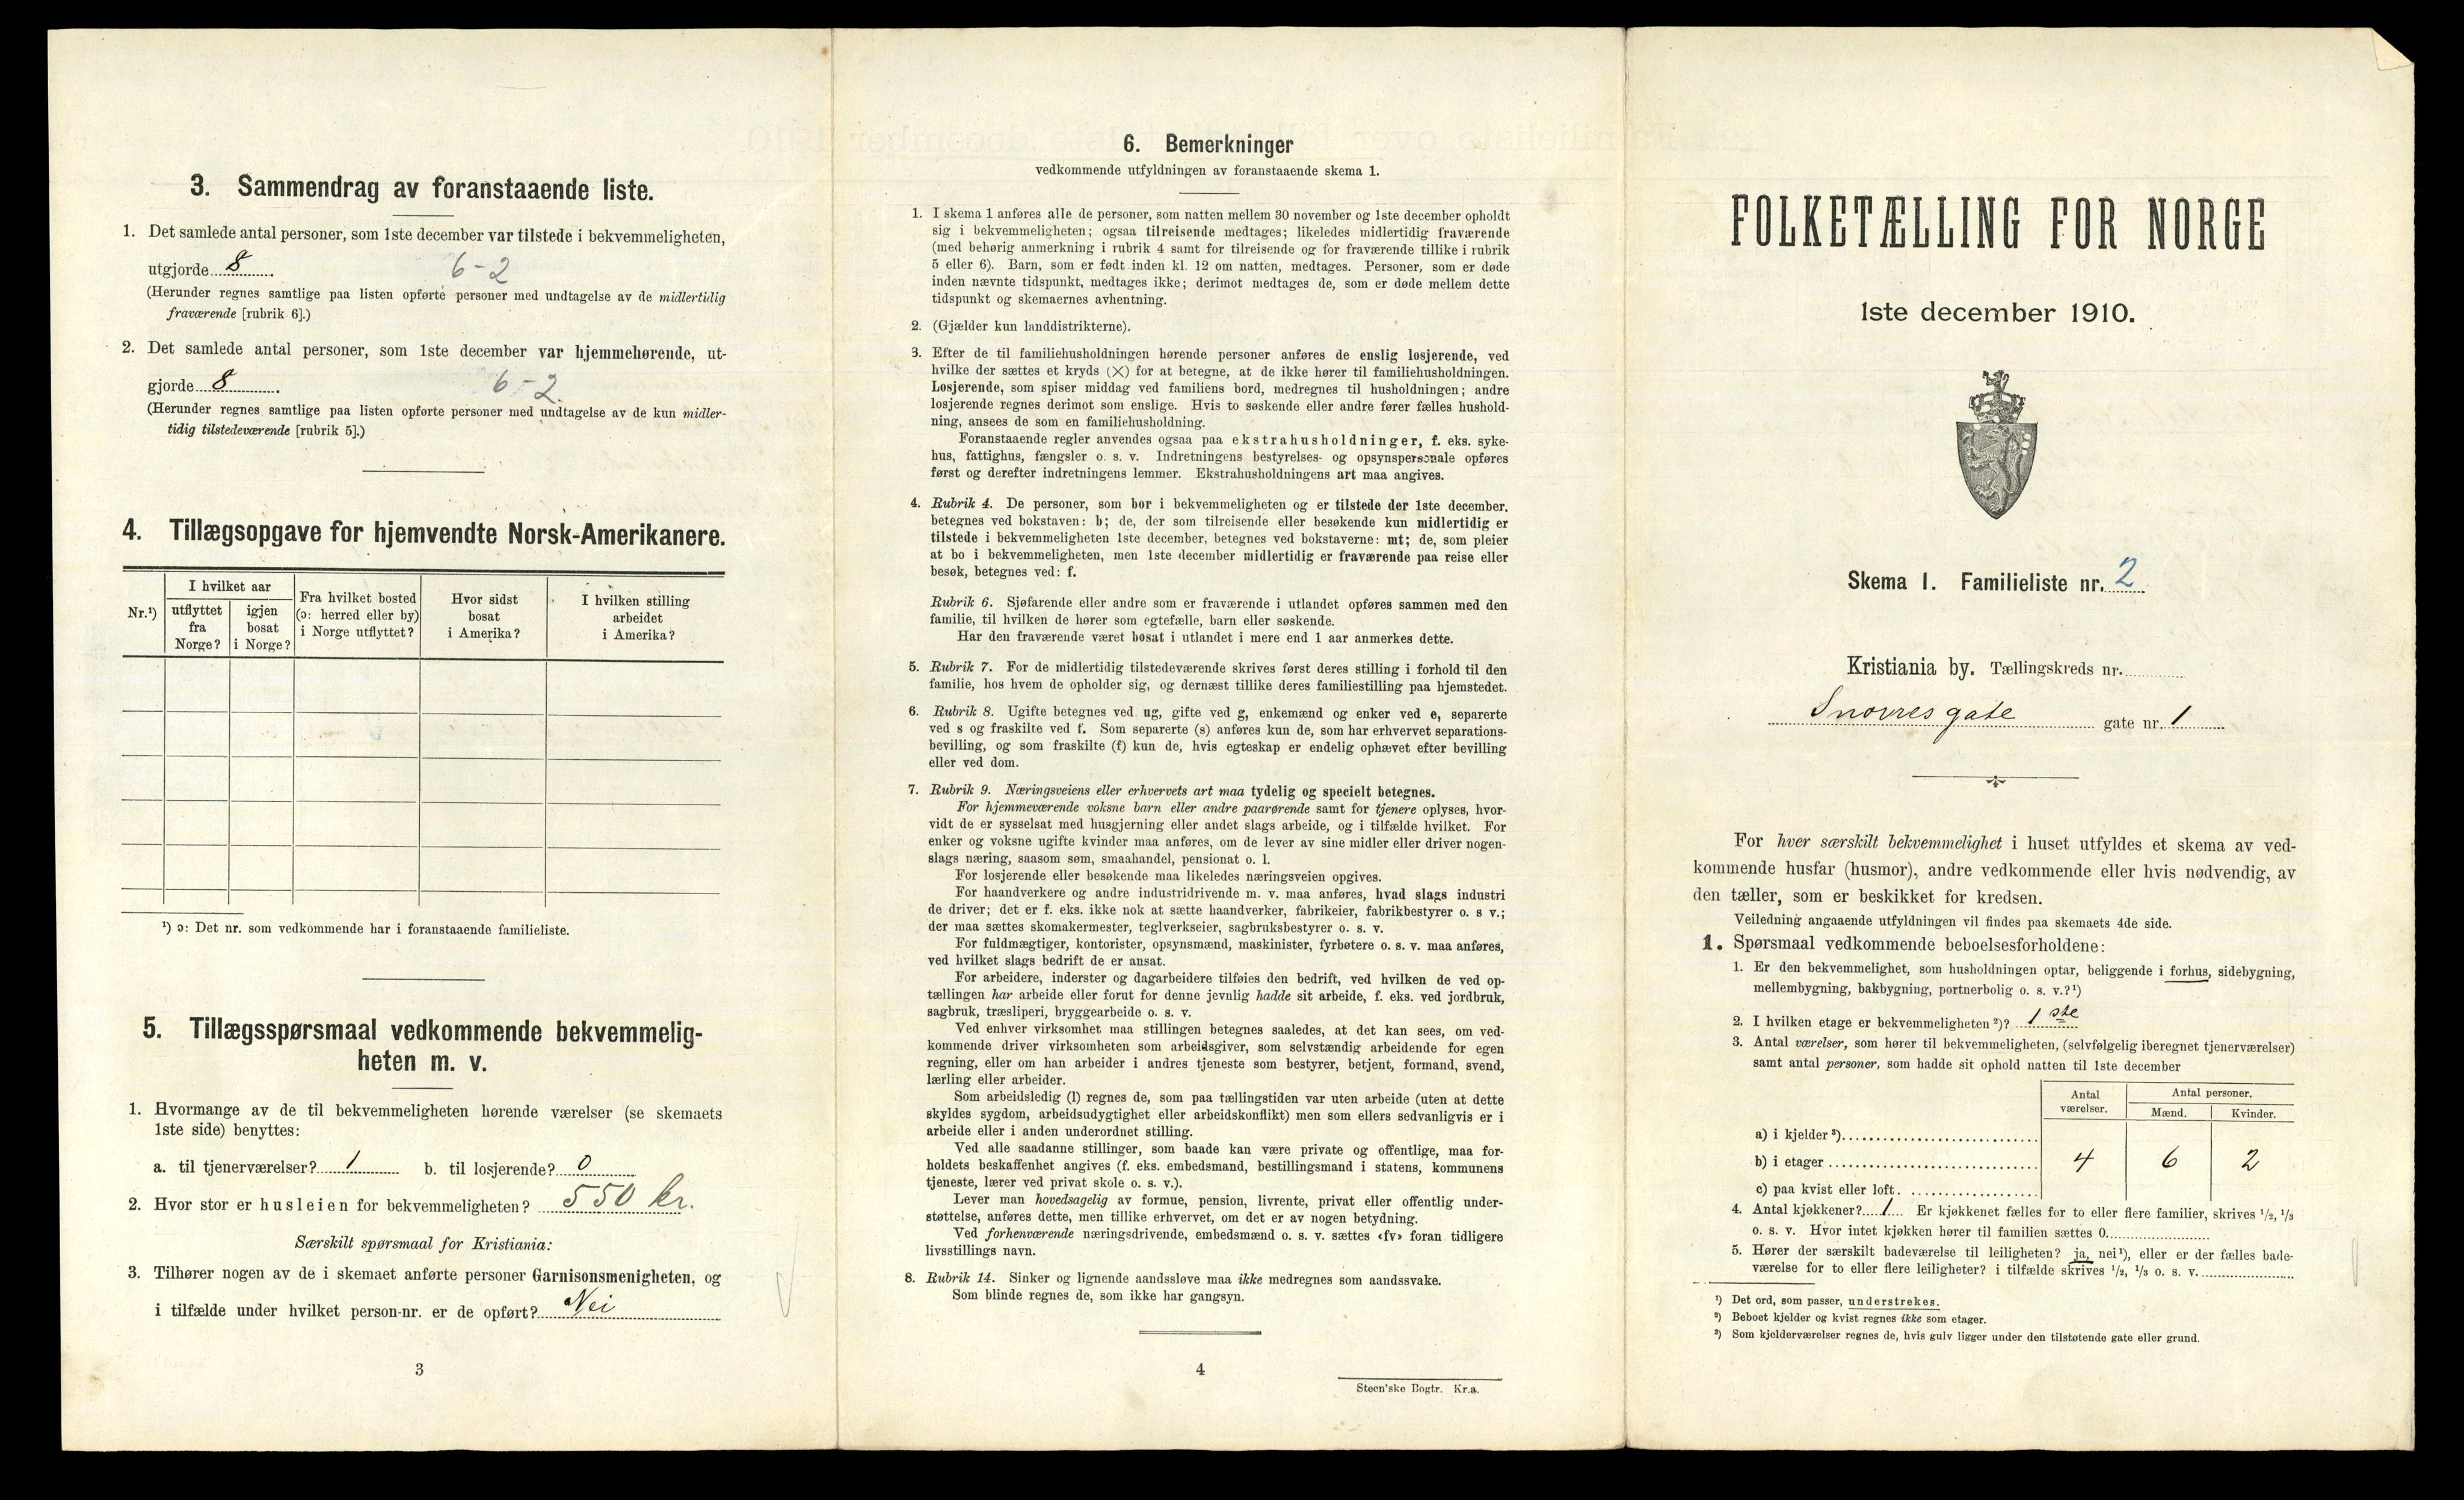 3. Sammendrag av foranstaaende liste.
1. Det samlede antal personer, som 1ste december var tilstede i bekvemmeligheten,
utgjorde 8. 6-2
(Herunder regnes samtlige paa listen opførte personer med undtagelse av de midlertidig
fraværende [rubrik 6].)
2. Det samlede antal personer, som 1ste december var hjemmehørende, ut-
gjorde 8. 6-2
(Herunder regnes samtlige paa listen opførte personer med undtagelse av de kun midler-
tidig tilstedeværende [rubrik 5].)
4. Tillægsopgave for hjemvendte Norsk-Amerikanere.
Nr.¹)
I hvilket aar
utflyttet
fra
Norge?
igjen
bosat
i Norge?
Fra hvilket bosted
(ɔ: herred eller by)
i Norge utflyttet?
Hvor sidst
bosat
i Amerika?
I hvilken stilling
arbeidet
i Amerika?
¹) ɔ: Det nr. som vedkommende har i foranstaaende familieliste.
5. Tillægsspørsmaal vedkommende bekvemmelig-
heten m. v.
1. Hvormange av de til bekvemmeligheten hørende værelser (se skemaets
1ste side) benyttes:
a. til tjenerværelser? 1 b. til losjerende? 0
2. Hvor stor er husleien for bekvemmeligheten? 550 kr.
Særskilt spørsmaal for Kristiania:
3. Tilhører nogen av de i skemaet anførte personer Garnisonsmenigheten, og
i tilfælde under hvilket person-nr. er de opført? Nei
3
6. Bemerkninger
vedkommende utfyldningen av foranstaaende skema 1.
1. I skema 1 anføres alle de personer, som natten mellem 30 november og 1ste december opholdt
sig i bekvemmeligheten; ogsaa tilreisende medtages; likeledes midlertidig fraværende
(med behørig anmerkning i rubrik 4 samt for tilreisende og for fraværende tillike i rubrik
5 eller 6). Barn, som er født inden kl. 12 om natten, medtages. Personer, som er døde
inden nævnte tidspunkt, medtages ikke; derimot medtages de, som er døde mellem dette
tidspunkt og skemaernes avhentning.
2. (Gjælder kun landdistrikterne).
3. Efter de til familiehusholdningen hørende personer anføres de enslig losjerende, ved
hvilke der sættes et kryds (×) for at betegne, at de ikke hører til familiehusholdningen.
Losjerende, som spiser middag ved familiens bord, medregnes til husholdningen; andre
losjerende regnes derimot som enslige. Hvis to søskende eller andre fører fælles hushold-
ning, ansees de som en familiehusholdning.
Foranstaaende regler anvendes ogsaa paa ekstrahusholdninger, f. eks. syke-
hus, fattighus, fængsler o. s. v. Indretningens bestyrelses- og opsynspersonale opføres
først og derefter indretningens lemmer. Ekstrahusholdningens art maa angives.
4. Rubrik 4. De personer, som bor i bekvemmeligheten og er tilstede der 1ste december,
betegnes ved bokstaven: b; de, der som tilreisende eller besøkende kun midlertidig er
tilstede i bekvemmeligheten 1ste december, betegnes ved bokstaverne: mt; de, som pleier
at bo i bekvemmeligheten, men 1ste december midlertidig er fraværende paa reise eller
besøk, betegnes ved: f.
Rubrik 6. Sjøfarende eller andre som er fraværende i utlandet opføres sammen med den
familie, til hvilken de hører som egtefælle, barn eller søskende.
Har den fraværende været bosat i utlandet i mere end 1 aar anmerkes dette.
5. Rubrik 7. For de midlertidig tilstedeværende skrives først deres stilling i forhold til den
familie, hos hvem de opholder sig, og dernæst tillike deres familiestilling paa hjemstedet.
6. Rubrik 8. Ugifte betegnes ved ug, gifte ved g, enkemænd og enker ved e, separerte
ved s og fraskilte ved f. Som separerte (s) anføres kun de, som har erhvervet separations-
bevilling, og som fraskilte (f) kun de, hvis egteskap er endelig ophævet efter bevilling
eller ved dom.
7. Rubrik 9. Næringsveiens eller erhvervets art maa tydelig og specielt betegnes.
For hjemmeværende voksne barn eller andre paarørende samt for tjenere oplyses, hvor-
vidt de er sysselsat med husgjerning eller andet slags arbeide, og i tilfælde hvilket. For
enker og voksne ugifte kvinder maa anføres, om de lever av sine midler eller driver nogen-
slags næring, saasom søm, smaahandel, pensionat o. l.
For losjerende eller besøkende maa likeledes næringsveien opgives.
For haandverkere og andre industridrivende m. v. maa anføres, hvad slags industri
de driver; det er f. eks. ikke nok at sætte haandverker, fabrikeier, fabrikbestyrer o. s v.;
der maa sættes skomakermester, teglverkseier, sagbruksbestyrer o. s. v.
For fuldmægtiger, kontorister, opsynsmænd, maskinister, fyrbøtere o. s. v. maa anføres,
ved hvilket slags bedrift de er ansat.
For arbeidere, inderster og dagarbeidere tilføies den bedrift, ved hvilken de ved op-
tællingen har arbeide eller forut for denne jevnlig hadde sit arbeide, f. eks. ved jordbruk,
sagbruk, træsliperi, bryggearbeide o. s. v.
Ved enhver virksomhet maa stillingen betegnes saaledes, at det kan sees, om ved-
kommende driver virksomheten som arbeidsgiver, som selvstændig arbeidende for egen
regning, eller om han arbeider i andres tjeneste som bestyrer, betjent, formand, svend,
lærling eller arbeider.
Som arbeidsledig (l) regnes de, som paa tællingstiden var uten arbeide (uten at dette
skyldes sygdom, arbeidsudygtighet eller arbeidskonflikt) men som ellers sedvanligvis er i
arbeide eller i anden underordnet stilling.
Ved alle saadanne stillinger, som baade kan være private og offentlige, maa for-
holdets beskaffenhet angives (f. eks. embedsmand, bestillingsmand i statens, kommunens
tjeneste, lærer ved privat skole o. s. v.).
Lever man hovedsagelig av formue, pension, livrente, privat eller offentlig under-
støttelse, anføres dette, men tillike erhvervet, om det er av nogen betydning.
Ved forhenværende næringsdrivende, embedsmænd o. s. v. sættes «fv» foran tidligere
livsstillings navn.
8. Rubrik 14. Sinker og lignende aandssløve maa ikke medregnes som aandssvake.
Som blinde regnes de, som ikke har gangsyn.
4
Steen'ske Bogtr. Kr.a.
FOLKETÆLLING FOR NORGE
1ste december 1910.
Skema 1. Familieliste nr. 2
Kristiania by. Tællingskreds nr.
Snorres gate gate nr. 1
For hver særskilt bekvemmelighet i huset utfyldes et skema av ved-
kommende husfar (husmor), andre vedkommende eller hvis nødvendig, av
den tæller, som er beskikket for kredsen.
Veiledning angaaende utfyldningen vil findes paa skemaets 4de side.
1. Spørsmaal vedkommende beboelsesforholdene:
1. Er den bekvemmelighet, som husholdningen optar, beliggende i forhus, sidebygning,
mellembygning, bakbygning, portnerbolig o. s. v.?¹)
2. I hvilken etage er bekvemmeligheten²)? 1ste
3. Antal værelser, som hører til bekvemmeligheten, (selvfølgelig iberegnet tjenerværelser)
samt antal personer, som hadde sit ophold natten til 1ste december
Antal
værelser.
Antal personer.
Mænd. Kvinder.
a) i kjelder³)
b) i etager 4 6 2
c) paa kvist eller loft.
4. Antal kjøkkener? 1 Er kjøkkenet fælles for to eller flere familier, skrives ½, ⅓
o. s. v. Hvor intet kjøkken hører til familien sættes 0.
5. Hører der særskilt badeværelse til leiligheten? ja, nei¹), eller er der fælles bade-
værelse for to eller flere leiligheter? i tilfælde skrives ½, ⅓ o. s. v.
¹) Det ord, som passer, understrekes.
²) Beboet kjelder og kvist regnes ikke som etager.
³) Som kjelderværelser regnes de, hvis gulv ligger under den tilstøtende gate eller grund.